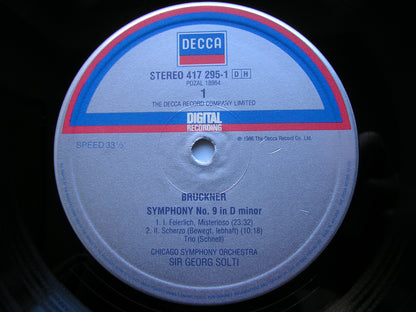 DECCA
STEREO 417 295-1 DH
PDZAL 18964
1
THE DECCA RECORD COMPANY LIMITED
DIGITAL
RECORDING
SPEED 33⅓
℗ 1986 The Decca Record Co. Ltd.
BRUCKNER
SYMPHONY No. 9 in D minor
1. I. Feierlich, Misterioso (23:32)
2. II. Scherzo (Bewegt, lebhaft) (10.18)
Trio (Schnell)
CHICAGO SYMPHONY ORCHESTRA
SIR GEORG SOLTI